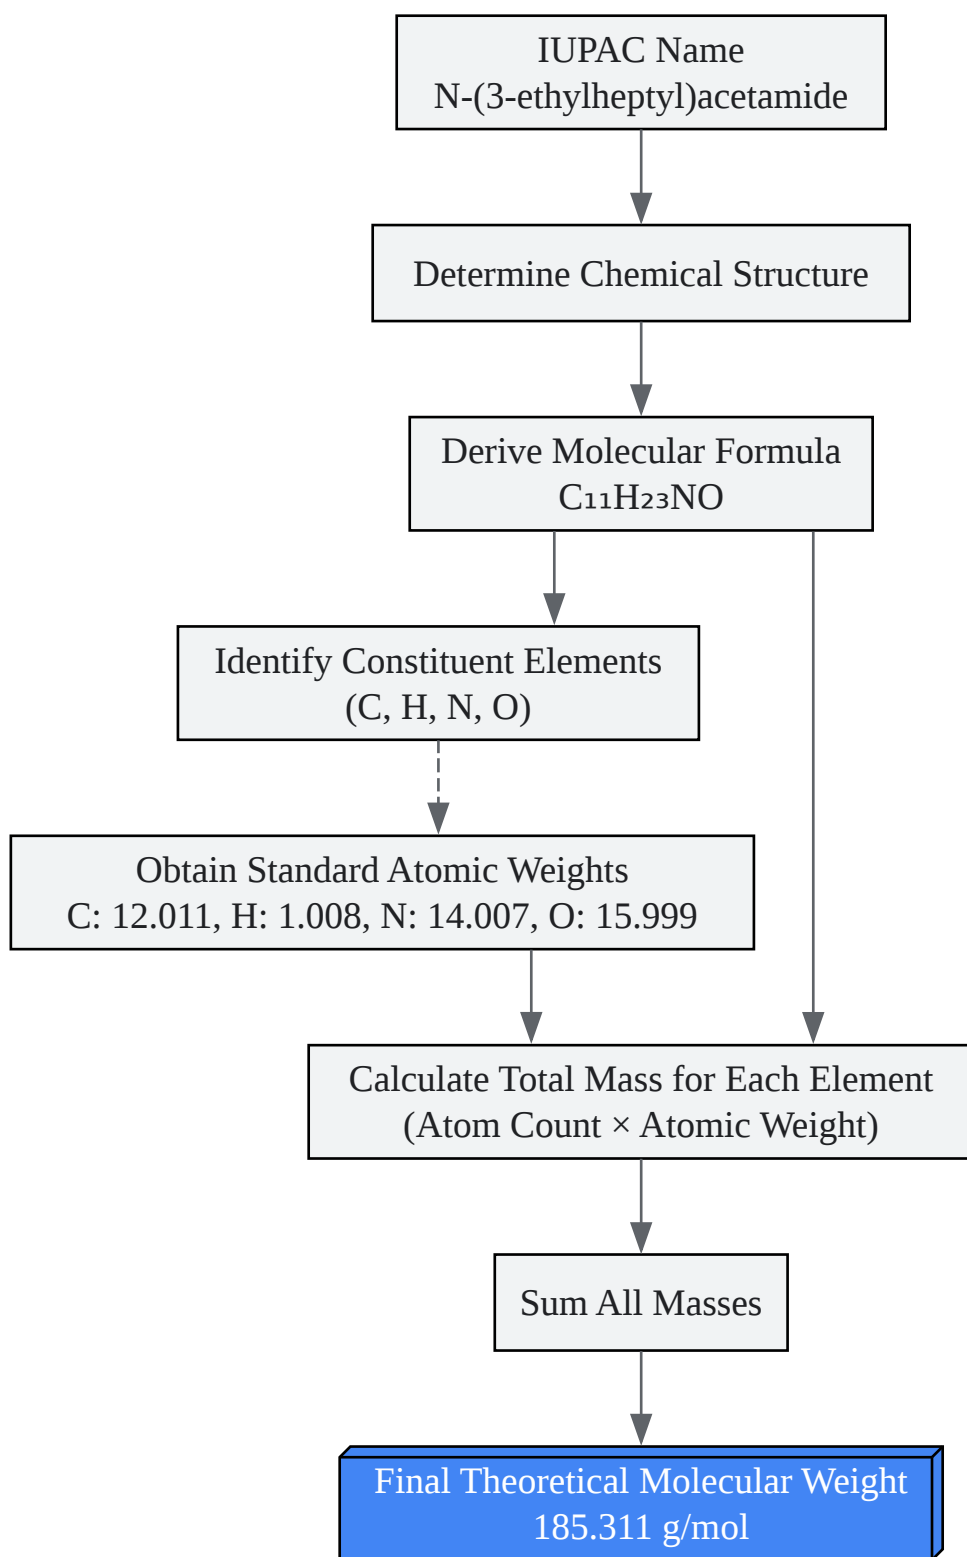 IUPAC Name
N-(3-ethylheptyl)acetamide
Determine Chemical Structure
Derive Molecular Formula
C₁₁H₂₃NO
Identify Constituent Elements
(C, H, N, O)
Obtain Standard Atomic Weights
C: 12.011, H: 1.008, N: 14.007, O: 15.999
Calculate Total Mass for Each Element
(Atom Count × Atomic Weight)
Sum All Masses
Final Theoretical Molecular Weight
185.311 g/mol